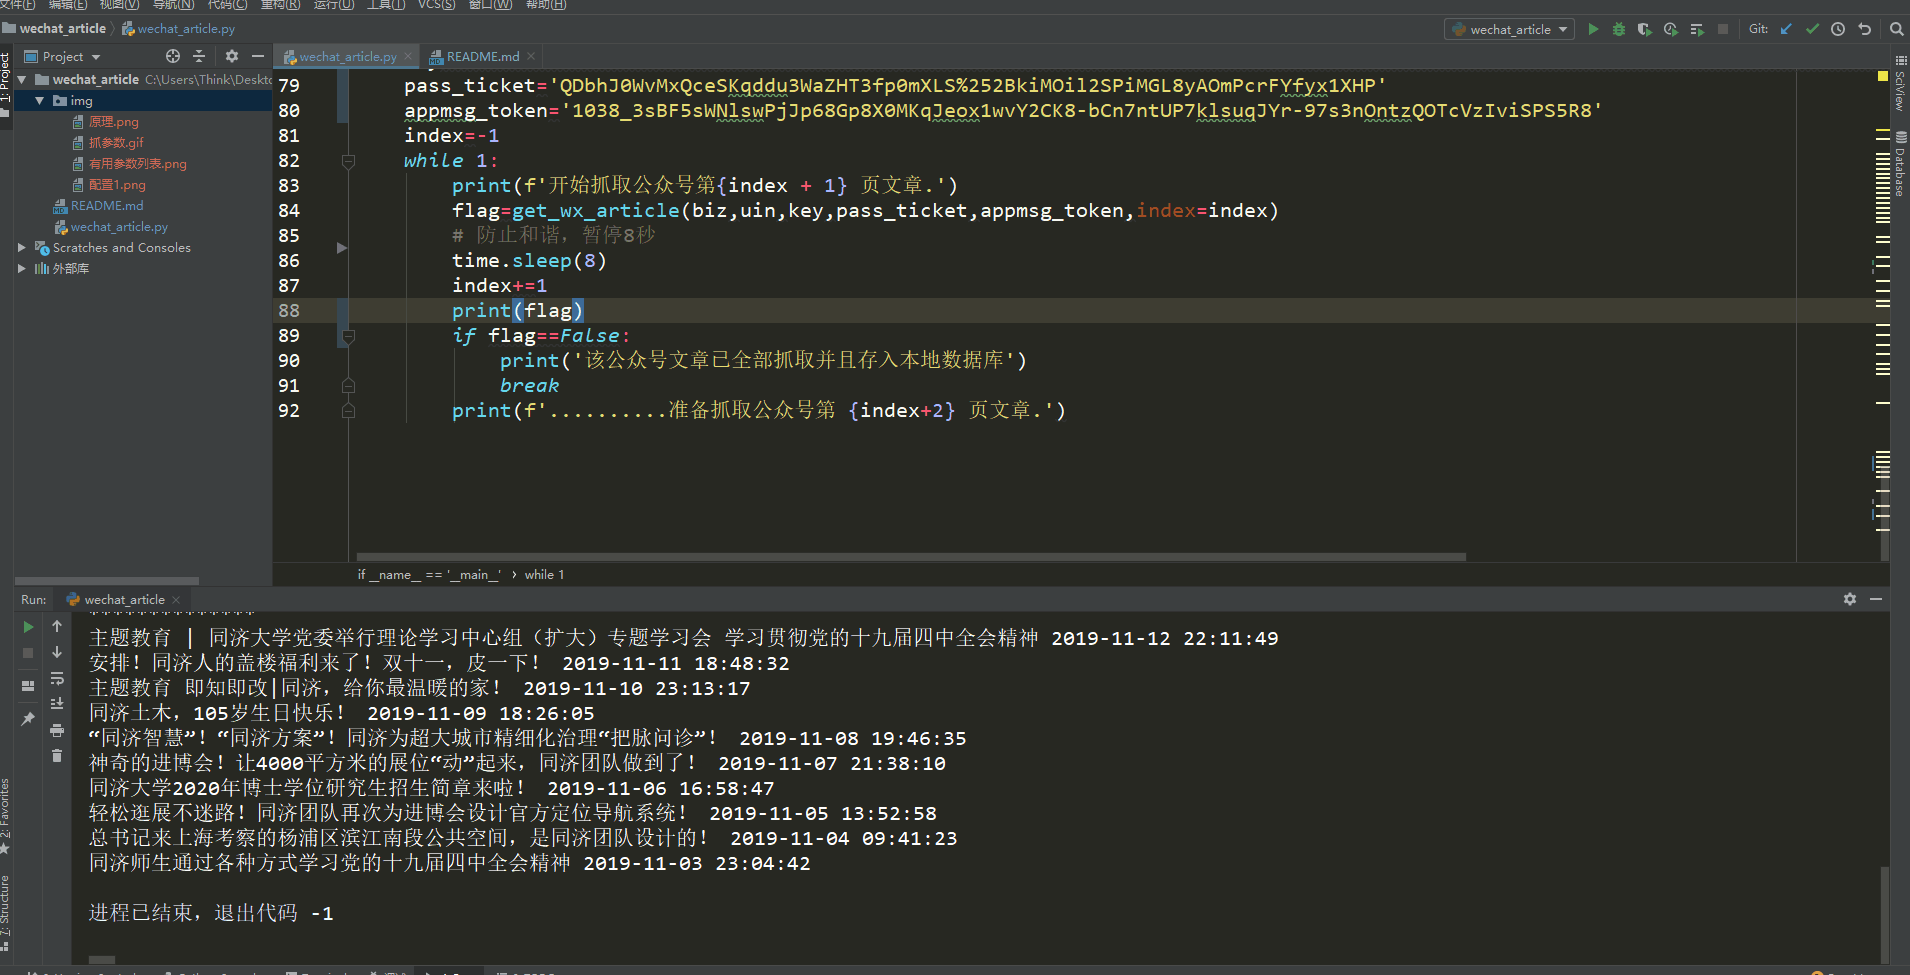 文件(F) 编辑(E) 视图(V) 导航(N) 代码(C) 重构(R) 运行(U) 工具(T) VCS(S) 窗口(W) 帮助(H)
wechat_article wechat_article.py wechat_article Git:
1: Project Project wechat_article.py README.md
wechat_article C:\Users\Think\Deskto
img
原理.png
抓参数.gif
有用参数列表.png
配置1.png
README.md
wechat_article.py
Scratches and Consoles
外部库
79 pass_ticket='QDbhJ0WvMxQceSKqddu3WaZHT3fp0mXLS%252BkiMOil2SPiMGL8yAOmPcrFYfyx1XHP'
80 appmsg_token='1038_3sBF5sWNlswPjJp68Gp8X0MKqJeox1wvY2CK8-bCn7ntUP7klsuqJYr-97s3nOntzQOTcVzIviSPS5R8'
81 index=-1
82 while 1:
83 print(f'开始抓取公众号第{index + 1} 页文章.')
84 flag=get_wx_article(biz,uin,key,pass_ticket,appmsg_token,index=index)
85 # 防止和谐，暂停8秒
86 time.sleep(8)
87 index+=1
88 print(flag)
89 if flag==False:
90 print('该公众号文章已全部抓取并且存入本地数据库')
91 break
92 print(f'..........准备抓取公众号第 {index+2} 页文章.')
SciView
Database
if __name__ == '__main__' › while 1
Run: wechat_article
主题教育 | 同济大学党委举行理论学习中心组（扩大）专题学习会 学习贯彻党的十九届四中全会精神 2019-11-12 22:11:49
安排！同济人的盖楼福利来了！双十一，皮一下！ 2019-11-11 18:48:32
主题教育 即知即改|同济，给你最温暖的家！ 2019-11-10 23:13:17
同济土木，105岁生日快乐！ 2019-11-09 18:26:05
“同济智慧”！“同济方案”！同济为超大城市精细化治理“把脉问诊”！ 2019-11-08 19:46:35
神奇的进博会！让4000平方米的展位“动”起来，同济团队做到了！ 2019-11-07 21:38:10
同济大学2020年博士学位研究生招生简章来啦！ 2019-11-06 16:58:47
轻松逛展不迷路！同济团队再次为进博会设计官方定位导航系统！ 2019-11-05 13:52:58
总书记来上海考察的杨浦区滨江南段公共空间，是同济团队设计的！ 2019-11-04 09:41:23
同济师生通过各种方式学习党的十九届四中全会精神 2019-11-03 23:04:42
进程已结束，退出代码 -1
2: Favorites
7: Structure